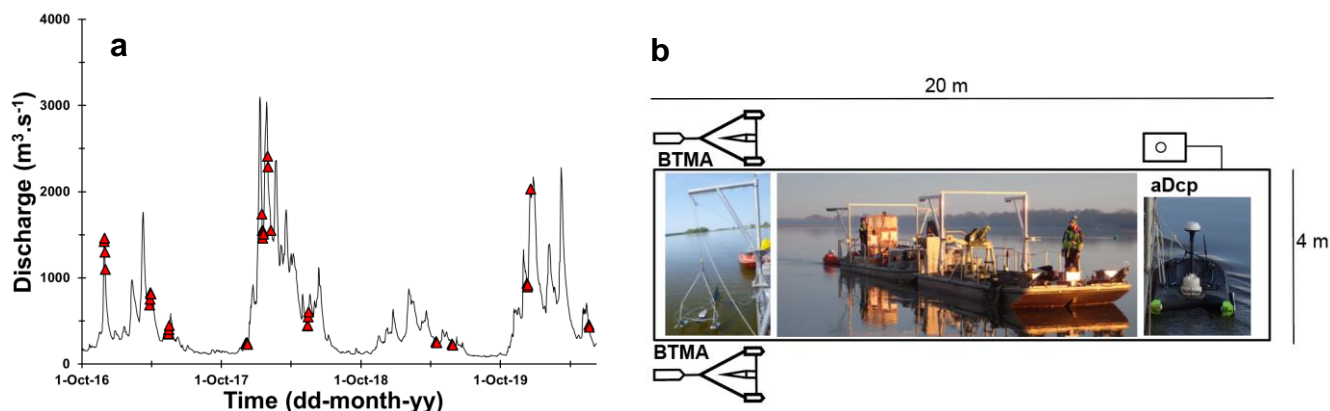 a
Discharge (m³.s⁻¹)
4000
3000
2000
1000
0
1-Oct-16
1-Oct-17
1-Oct-18
1-Oct-19
Time (dd-month-yy)
b
20 m
BTMA
aDcp
4 m
BTMA